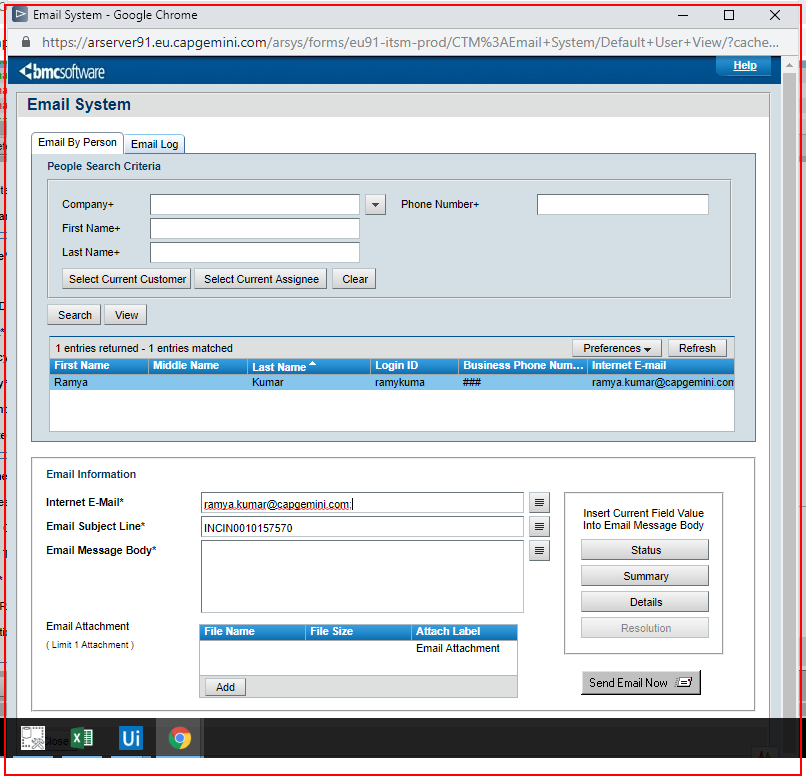 Email System - Google Chrome
https://arserver91.eu.capgemini.com/arsys/forms/eu91-itsm-prod/CTM%3AEmail+System/Default+User+View/?cache...
bmcsoftware
Help
Email System
Email By Person Email Log
People Search Criteria
Company+ Phone Number+
First Name+
Last Name+
Select Current Customer Select Current Assignee Clear
Search View
1 entries returned - 1 entries matched Preferences Refresh
First Name Middle Name Last Name Login ID Business Phone Num... Internet E-mail
Ramya Kumar ramykuma ### ramya.kumar@capgemini.com
Email Information
Internet E-Mail* ramya.kumar@capgemini.com;
Email Subject Line* INCIN0010157570
Email Message Body*
Insert Current Field Value
Into Email Message Body
Status
Summary
Details
Resolution
Email Attachment
( Limit 1 Attachment )
File Name File Size Attach Label
Email Attachment
Add
Send Email Now
Close
Ui